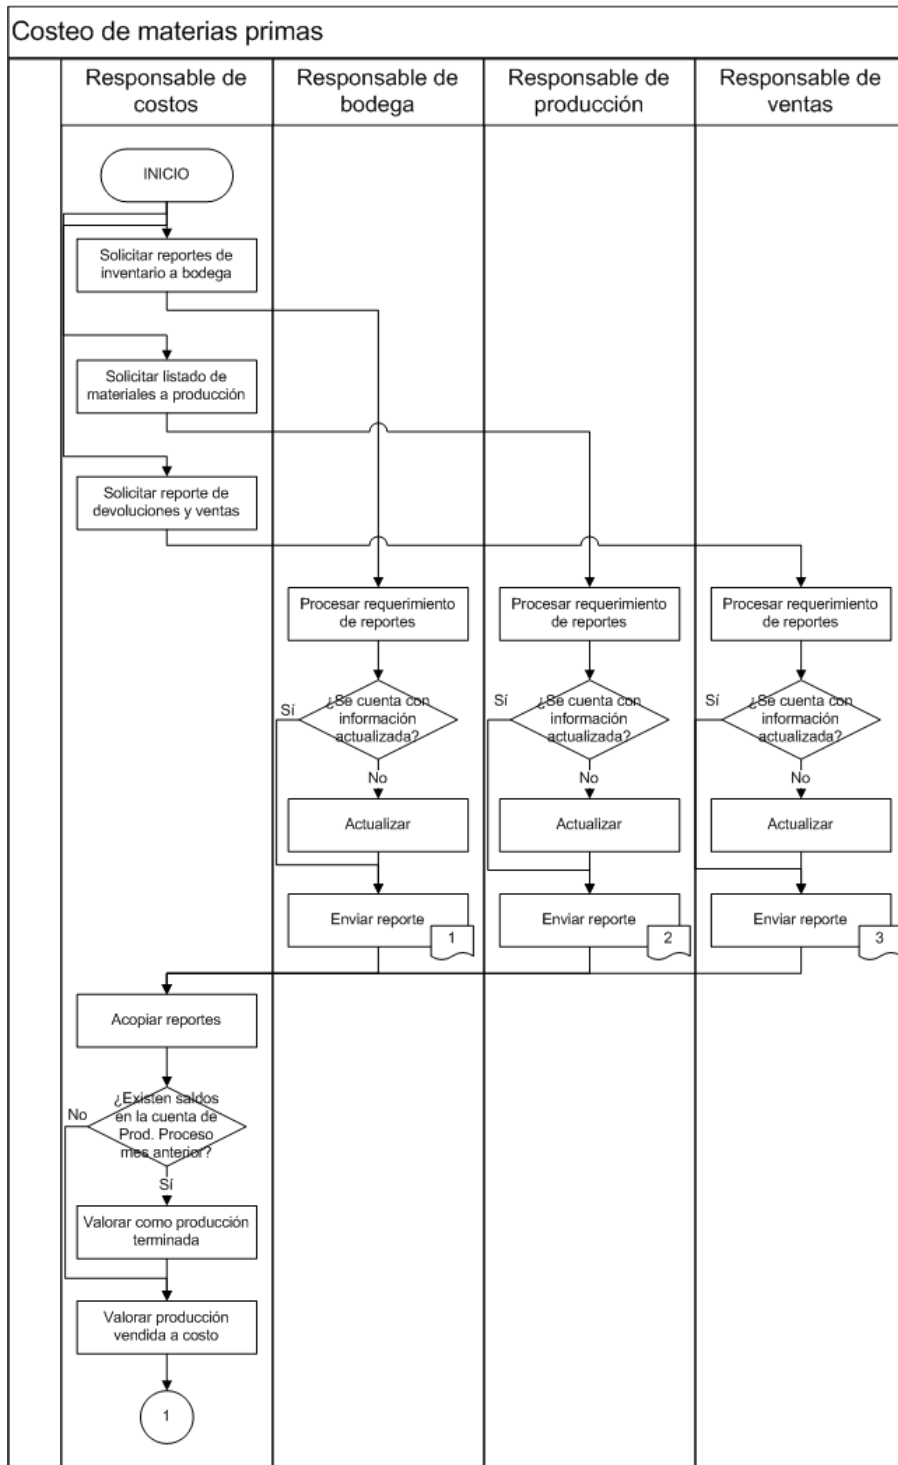 Costeo de materias primas
Responsable de
costos
Responsable de
bodega
Responsable de
producción
Responsable de
ventas
INICIO
Solicitar reportes de
inventario a bodega
Solicitar listado de
materiales a producción
Solicitar reporte de
devoluciones y ventas
Procesar requerimiento
de reportes
Procesar requerimiento
de reportes
Procesar requerimiento
de reportes
¿Se cuenta con
información
actualizada?
Sí
No
¿Se cuenta con
información
actualizada?
Sí
No
¿Se cuenta con
información
actualizada?
Sí
No
Actualizar
Actualizar
Actualizar
Enviar reporte
1
Enviar reporte
2
Enviar reporte
3
Acopiar reportes
¿Existen saldos
en la cuenta de
Prod. Proceso
mes anterior?
No
Sí
Valorar como producción
terminada
Valorar producción
vendida a costo
1